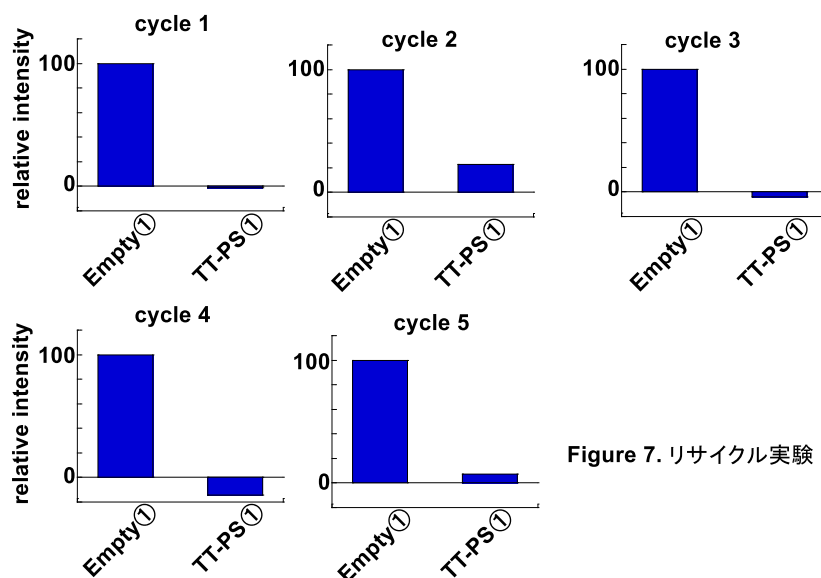 cycle 1
relative intensity
100
0
Empty①
TT-PS①
cycle 2
100
0
Empty①
TT-PS①
cycle 3
100
0
Empty①
TT-PS①
cycle 4
relative intensity
100
0
Empty①
TT-PS①
cycle 5
100
0
Empty①
TT-PS①
Figure 7. リサイクル実験